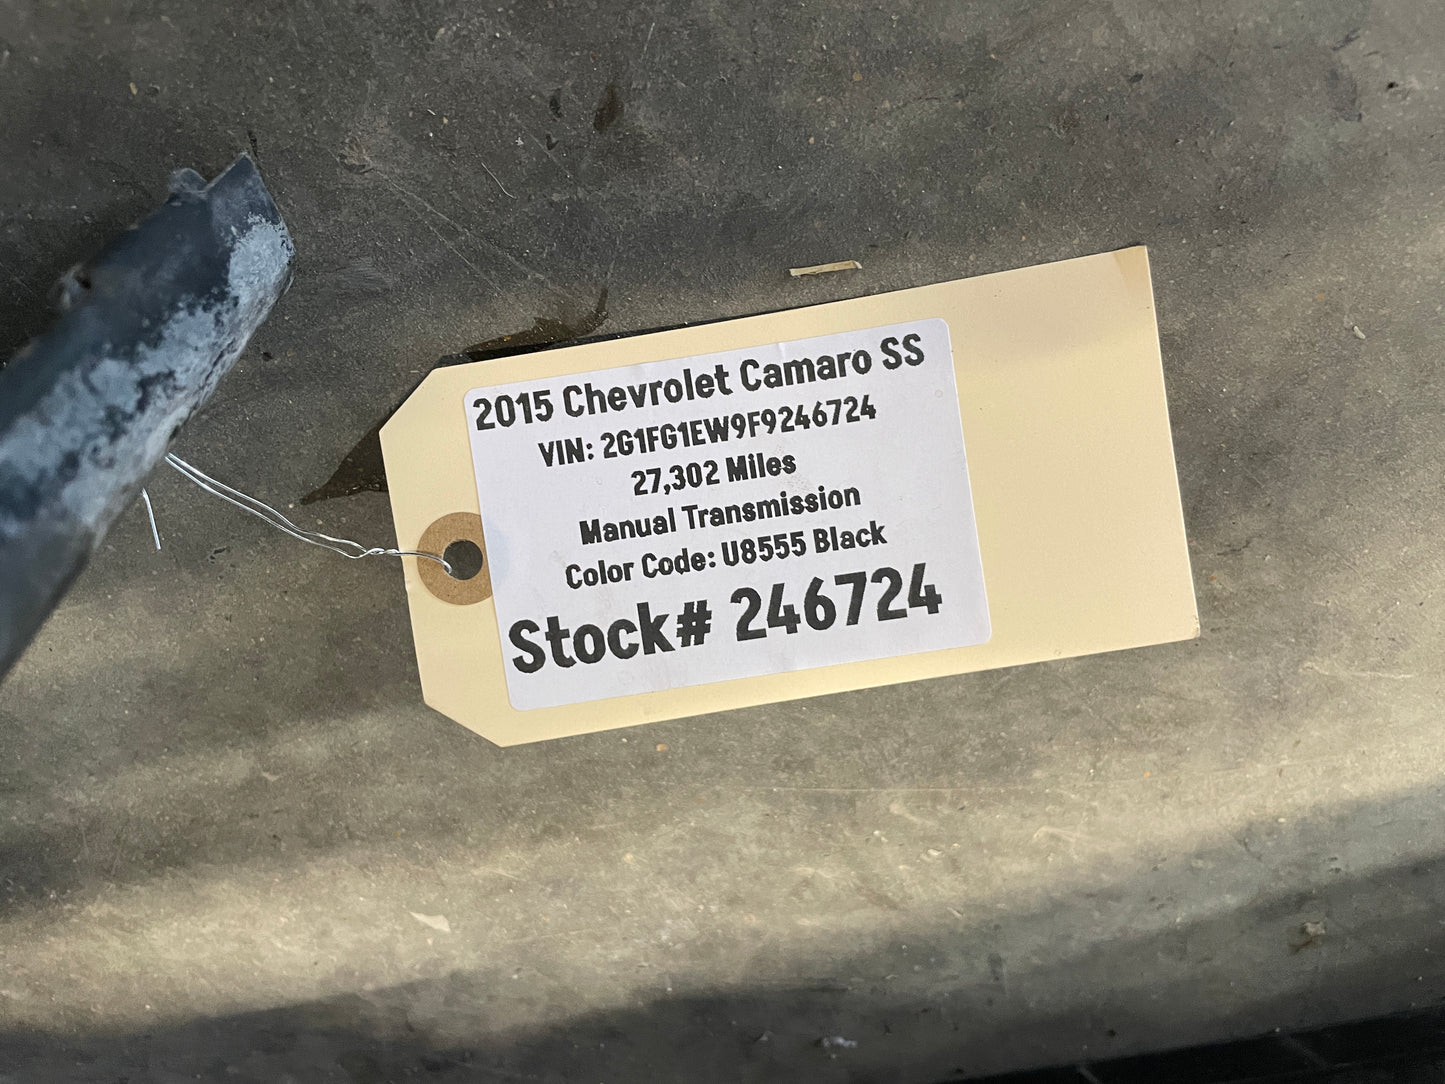 2015 Chevrolet Camaro SS
VIN: 2G1FG1EW9F9246724
27,302 Miles
Manual Transmission
Color Code: U8555 Black
Stock# 246724